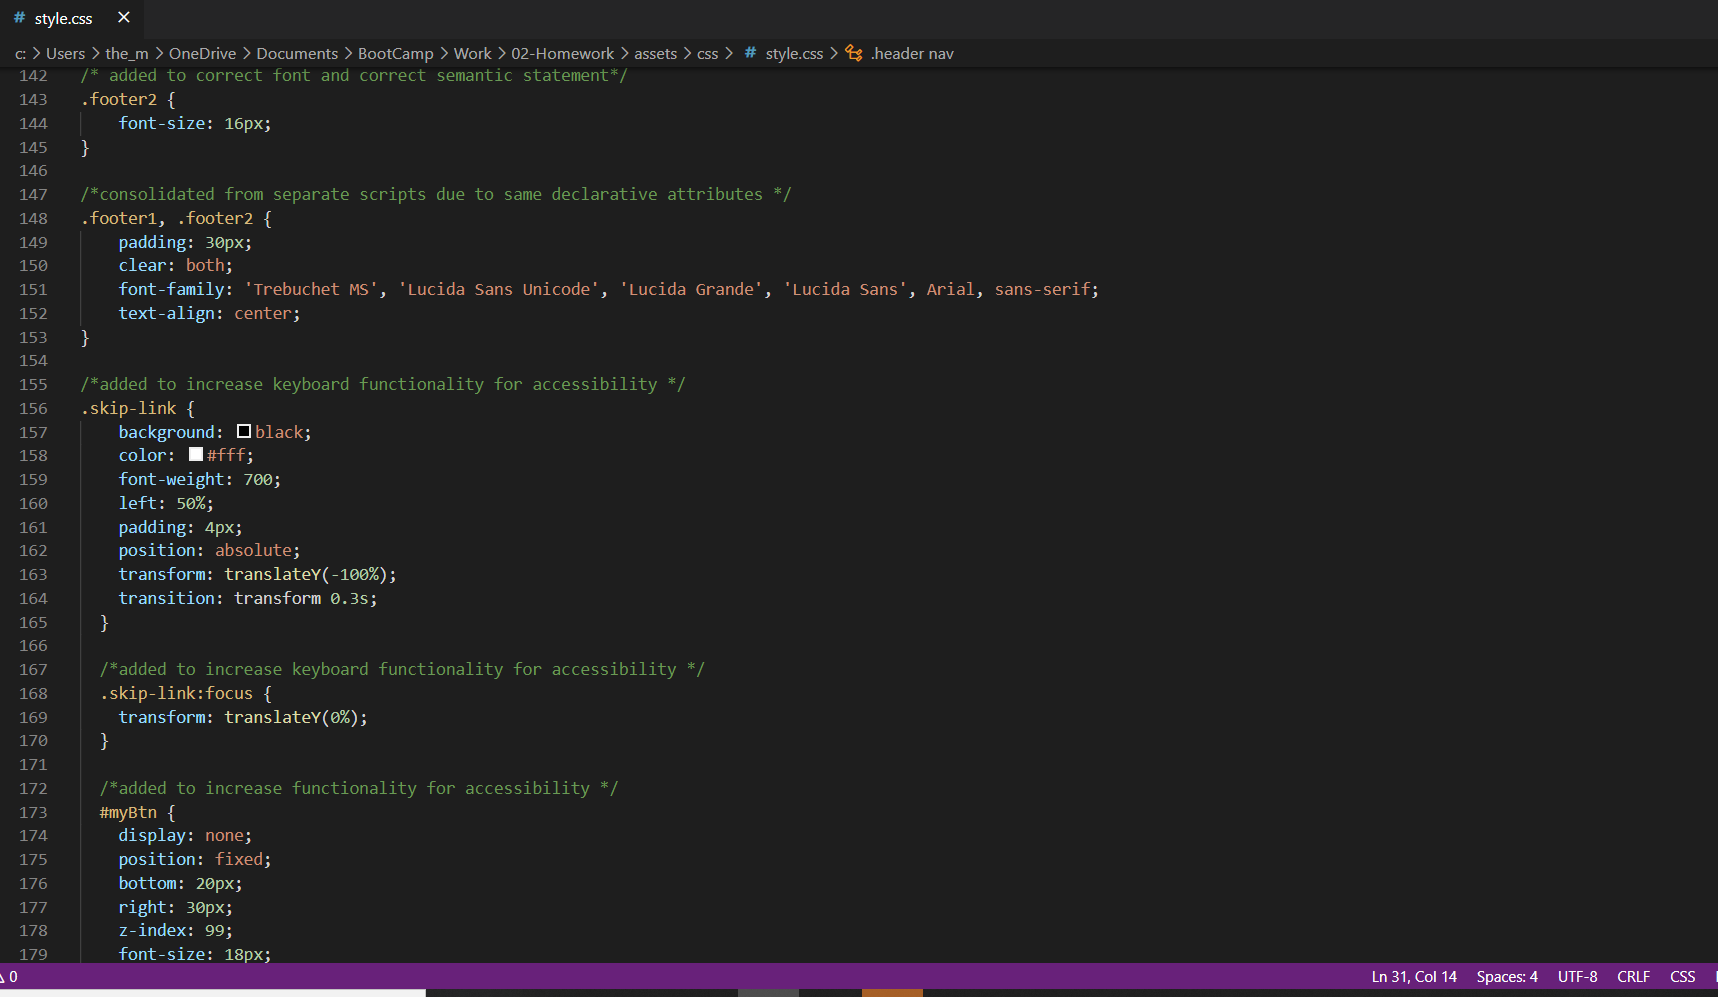 # style.css ×
c: > Users > the_m > OneDrive > Documents > BootCamp > Work > 02-Homework > assets > css > # style.css > .header nav
142 /* added to correct font and correct semantic statement*/
143 .footer2 {
144 font-size: 16px;
145 }
146
147 /*consolidated from separate scripts due to same declarative attributes */
148 .footer1, .footer2 {
149 padding: 30px;
150 clear: both;
151 font-family: 'Trebuchet MS', 'Lucida Sans Unicode', 'Lucida Grande', 'Lucida Sans', Arial, sans-serif;
152 text-align: center;
153 }
154
155 /*added to increase keyboard functionality for accessibility */
156 .skip-link {
157 background: black;
158 color: #fff;
159 font-weight: 700;
160 left: 50%;
161 padding: 4px;
162 position: absolute;
163 transform: translateY(-100%);
164 transition: transform 0.3s;
165 }
166
167 /*added to increase keyboard functionality for accessibility */
168 .skip-link:focus {
169 transform: translateY(0%);
170 }
171
172 /*added to increase functionality for accessibility */
173 #myBtn {
174 display: none;
175 position: fixed;
176 bottom: 20px;
177 right: 30px;
178 z-index: 99;
179 font-size: 18px;
0 Ln 31, Col 14 Spaces: 4 UTF-8 CRLF CSS